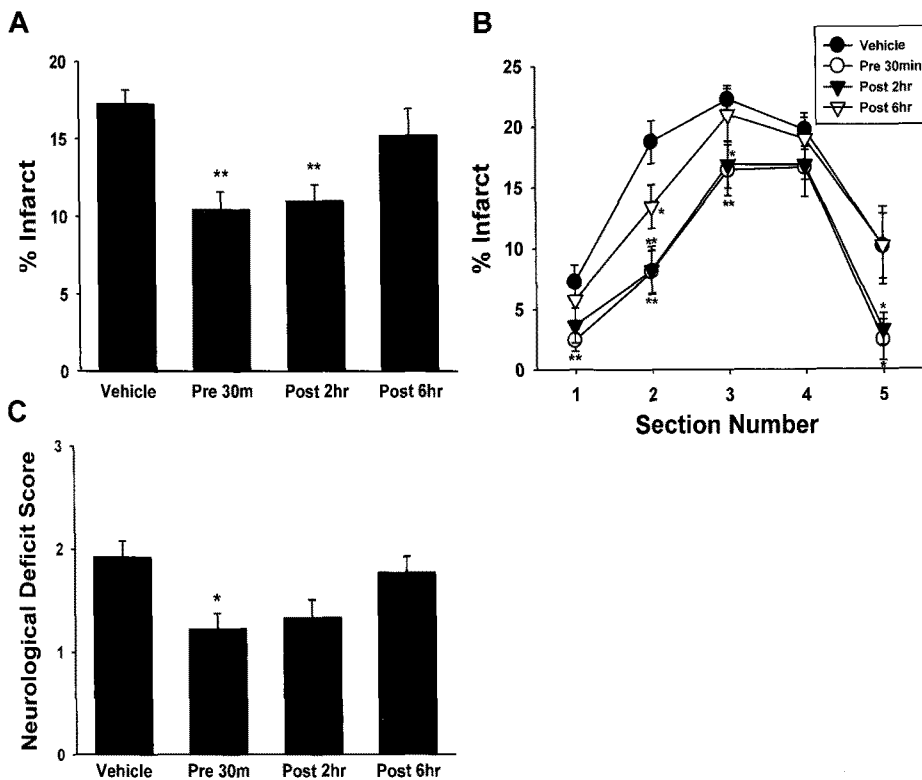 A
% Infarct
20
15
10
5
0
**
**
Vehicle
Pre 30m
Post 2hr
Post 6hr
B
Vehicle
Pre 30min
Post 2hr
Post 6hr
% Infarct
25
20
15
10
5
0
**
*
**
**
*
**
*
*
1
2
3
4
5
Section Number
C
Neurological Deficit Score
3
2
1
0
*
Vehicle
Pre 30m
Post 2hr
Post 6hr